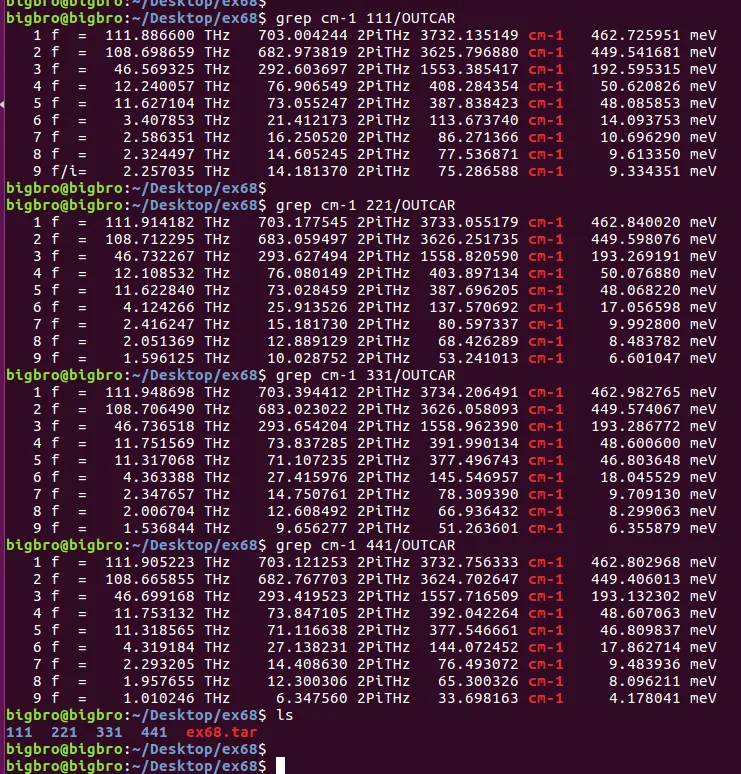 bigbro@bigbro:~/Desktop/ex68$
bigbro@bigbro:~/Desktop/ex68$ grep cm-1 111/OUTCAR
1 f = 111.886600 THz 703.004244 2PiTHz 3732.135149 cm-1 462.725951 meV
2 f = 108.698659 THz 682.973819 2PiTHz 3625.796880 cm-1 449.541681 meV
3 f = 46.569325 THz 292.603697 2PiTHz 1553.385417 cm-1 192.595315 meV
4 f = 12.240057 THz 76.906549 2PiTHz 408.284354 cm-1 50.620826 meV
5 f = 11.627104 THz 73.055247 2PiTHz 387.838423 cm-1 48.085853 meV
6 f = 3.407853 THz 21.412173 2PiTHz 113.673740 cm-1 14.093753 meV
7 f = 2.586351 THz 16.250520 2PiTHz 86.271366 cm-1 10.696290 meV
8 f = 2.324497 THz 14.605245 2PiTHz 77.536871 cm-1 9.613350 meV
9 f/i= 2.257035 THz 14.181370 2PiTHz 75.286588 cm-1 9.334351 meV
bigbro@bigbro:~/Desktop/ex68$
bigbro@bigbro:~/Desktop/ex68$ grep cm-1 221/OUTCAR
1 f = 111.914182 THz 703.177545 2PiTHz 3733.055179 cm-1 462.840020 meV
2 f = 108.712295 THz 683.059497 2PiTHz 3626.251735 cm-1 449.598076 meV
3 f = 46.732267 THz 293.627494 2PiTHz 1558.820590 cm-1 193.269191 meV
4 f = 12.108532 THz 76.080149 2PiTHz 403.897134 cm-1 50.076880 meV
5 f = 11.622840 THz 73.028459 2PiTHz 387.696205 cm-1 48.068220 meV
6 f = 4.124266 THz 25.913526 2PiTHz 137.570692 cm-1 17.056598 meV
7 f = 2.416247 THz 15.181730 2PiTHz 80.597337 cm-1 9.992800 meV
8 f = 2.051369 THz 12.889129 2PiTHz 68.426289 cm-1 8.483782 meV
9 f = 1.596125 THz 10.028752 2PiTHz 53.241013 cm-1 6.601047 meV
bigbro@bigbro:~/Desktop/ex68$ grep cm-1 331/OUTCAR
1 f = 111.948698 THz 703.394412 2PiTHz 3734.206491 cm-1 462.982765 meV
2 f = 108.706490 THz 683.023022 2PiTHz 3626.058093 cm-1 449.574067 meV
3 f = 46.736518 THz 293.654204 2PiTHz 1558.962390 cm-1 193.286772 meV
4 f = 11.751569 THz 73.837285 2PiTHz 391.990134 cm-1 48.600600 meV
5 f = 11.317068 THz 71.107235 2PiTHz 377.496743 cm-1 46.803648 meV
6 f = 4.363388 THz 27.415976 2PiTHz 145.546957 cm-1 18.045529 meV
7 f = 2.347657 THz 14.750761 2PiTHz 78.309390 cm-1 9.709130 meV
8 f = 2.006704 THz 12.608492 2PiTHz 66.936432 cm-1 8.299063 meV
9 f = 1.536844 THz 9.656277 2PiTHz 51.263601 cm-1 6.355879 meV
bigbro@bigbro:~/Desktop/ex68$ grep cm-1 441/OUTCAR
1 f = 111.905223 THz 703.121253 2PiTHz 3732.756333 cm-1 462.802968 meV
2 f = 108.665855 THz 682.767703 2PiTHz 3624.702647 cm-1 449.406013 meV
3 f = 46.699168 THz 293.419523 2PiTHz 1557.716509 cm-1 193.132302 meV
4 f = 11.753132 THz 73.847105 2PiTHz 392.042264 cm-1 48.607063 meV
5 f = 11.318565 THz 71.116638 2PiTHz 377.546661 cm-1 46.809837 meV
6 f = 4.319184 THz 27.138231 2PiTHz 144.072452 cm-1 17.862714 meV
7 f = 2.293205 THz 14.408630 2PiTHz 76.493072 cm-1 9.483936 meV
8 f = 1.957655 THz 12.300306 2PiTHz 65.300326 cm-1 8.096211 meV
9 f = 1.010246 THz 6.347560 2PiTHz 33.698163 cm-1 4.178041 meV
bigbro@bigbro:~/Desktop/ex68$ ls
111 221 331 441 ex68.tar
bigbro@bigbro:~/Desktop/ex68$
bigbro@bigbro:~/Desktop/ex68$